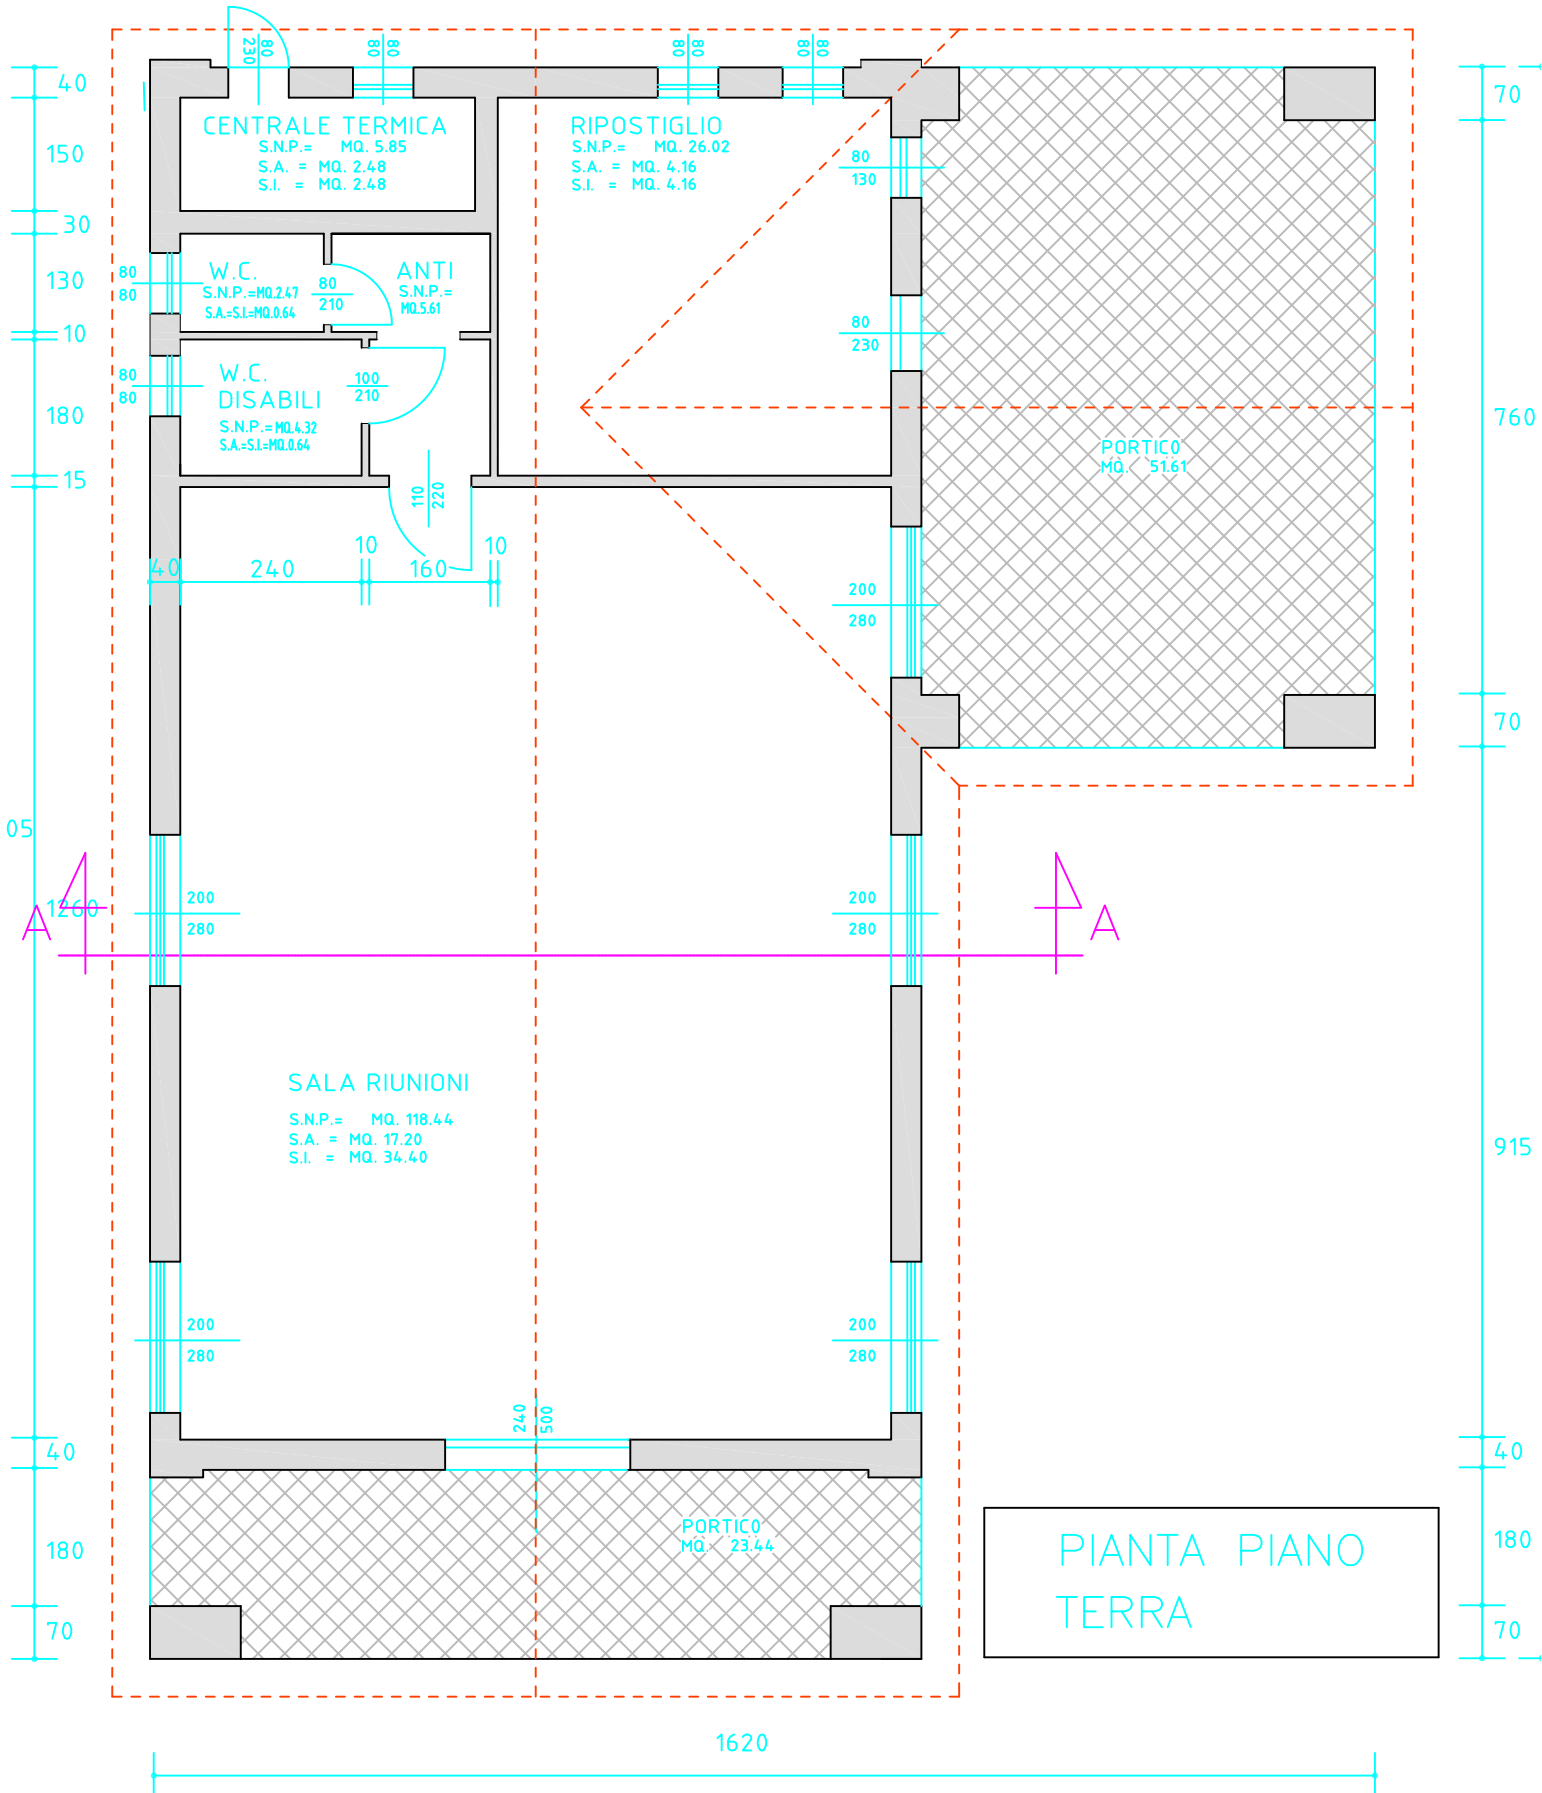 80
230
80
80
80
80
80
80
40
70
CENTRALE TERMICA
S.N.P.= MQ. 5.85
S.A. = MQ. 2.48
S.I. = MQ. 2.48
RIPOSTIGLIO
S.N.P.= MQ. 26.02
S.A. = MQ. 4.16
S.I. = MQ. 4.16
150
80
130
30
W.C.
S.N.P.=MQ.2.47
S.A.=S.I.=MQ.0.64
80
210
ANTI
S.N.P.=
MQ.5.61
80
80
130
10
80
230
W.C.
DISABILI
S.N.P.=MQ.4.32
S.A.=S.I.=MQ.0.64
100
210
80
80
180
760
PORTICO
MQ. 51.61
15
110
220
10
10
40
240
160
200
280
70
05
1260
200
280
200
280
A
A
SALA RIUNIONI
S.N.P.= MQ. 118.44
S.A. = MQ. 17.20
S.I. = MQ. 34.40
915
200
280
200
280
240
500
40
40
PORTICO
MQ. 23.44
180
180
PIANTA PIANO
TERRA
70
70
1620